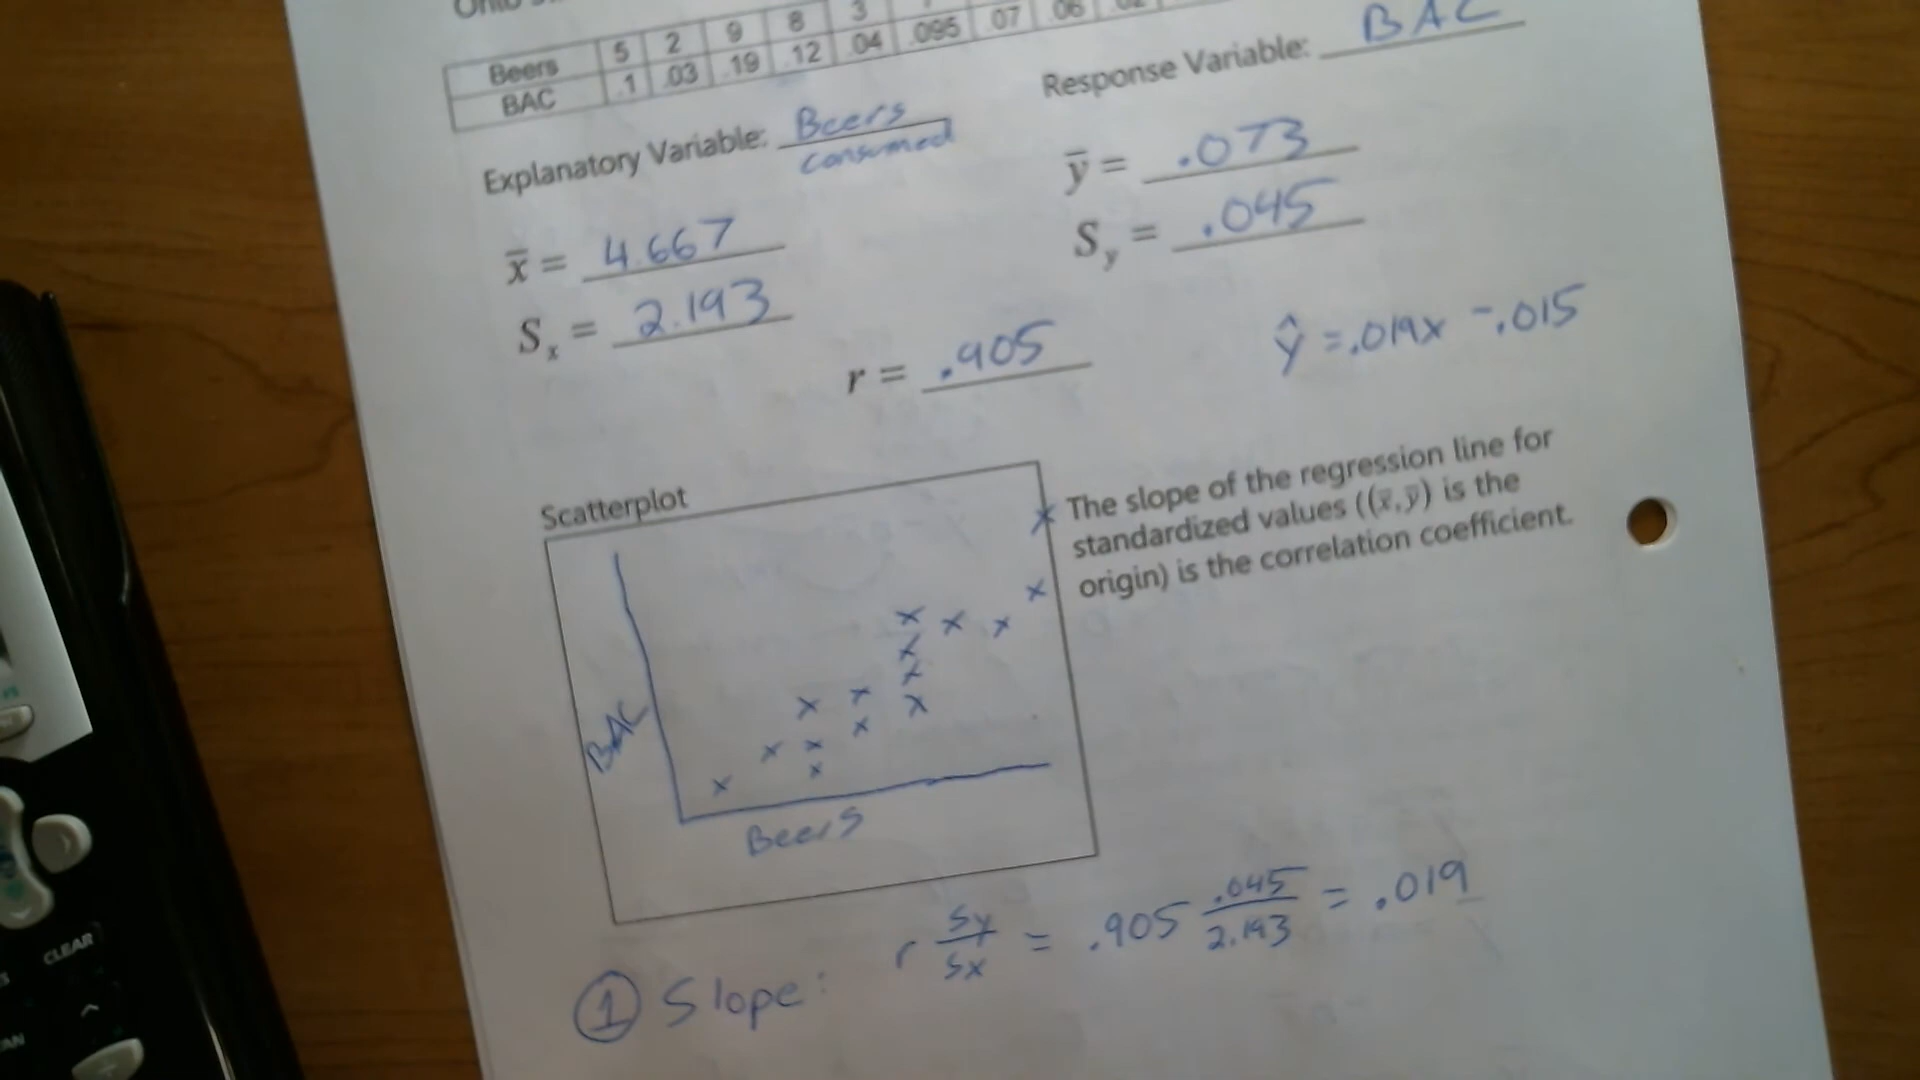 Beers 5 2 9 8 3
BAC .1 .03 .19 .12 .04 .095 .07 .06
Explanatory Variable: Beers
consumed
Response Variable: BAC
x̄ = 4.667
ȳ = .073
Sx = 2.193
Sy = .045
r = .905
ŷ = .019x - .015
Scatterplot
The slope of the regression line for
standardized values ((x̄,ȳ) is the
origin) is the correlation coefficient.
BAC
Beers
① Slope: r Sy/Sx = .905 .045/2.193 = .019
CLEAR